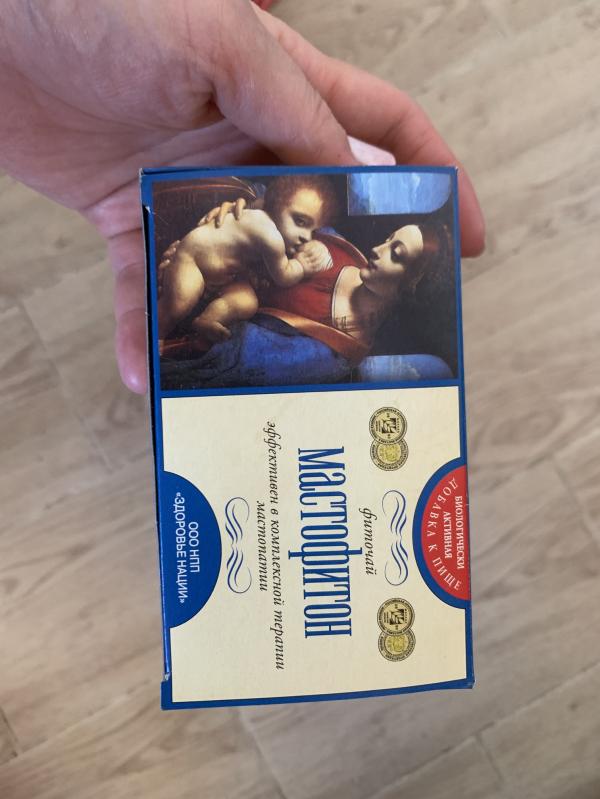 БИОЛОГИЧЕСКИ
АКТИВНАЯ
ДОБАВКА К ПИЩЕ
фиточай
МАСТОФИТОН
эффективен в комплексной терапии
мастопатии
ООО НПП
«ЗДОРОВЬЕ НАЦИИ»